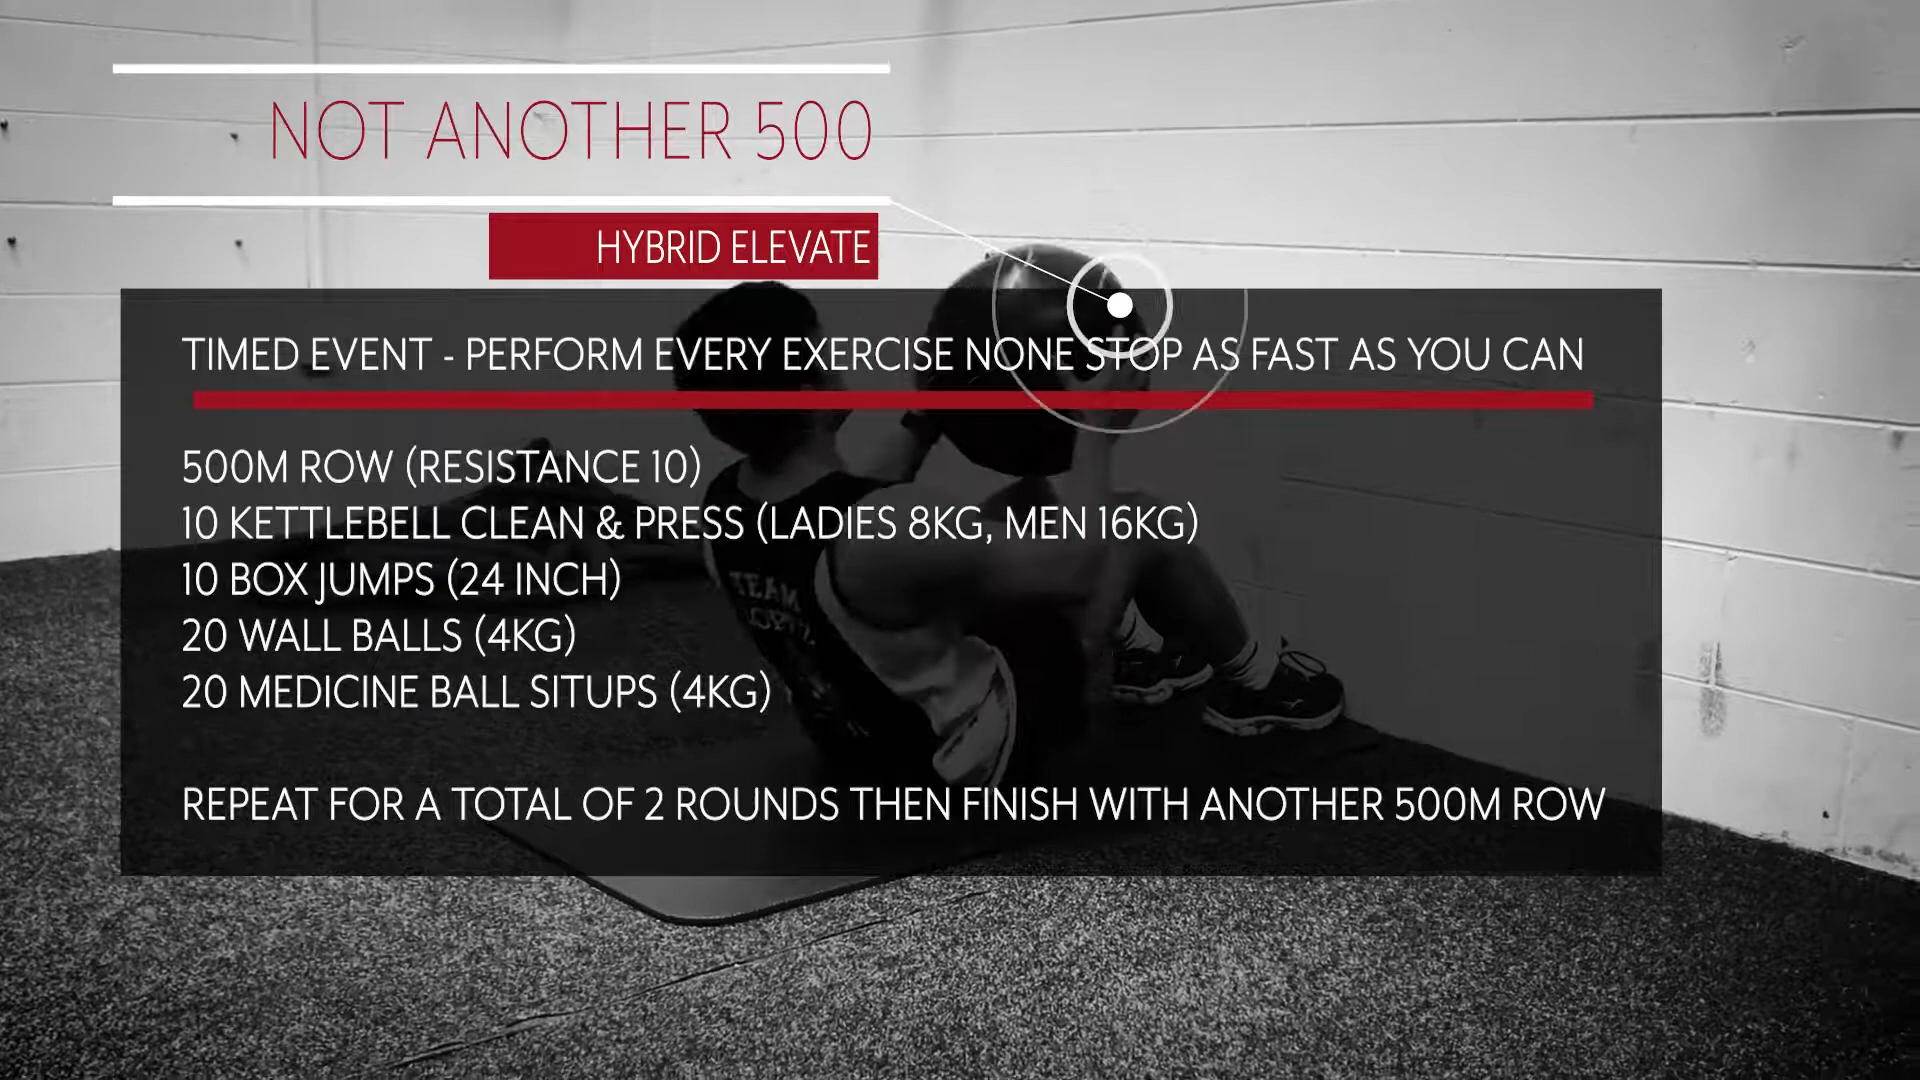 NOT ANOTHER 500
HYBRID ELEVATE
TIMED EVENT - PERFORM EVERY EXERCISE NONE STOP AS FAST AS YOU CAN
500M ROW (RESISTANCE 10)
10 KETTLEBELL CLEAN & PRESS (LADIES 8KG, MEN 16KG)
10 BOX JUMPS (24 INCH)
20 WALL BALLS (4KG)
20 MEDICINE BALL SITUPS (4KG)
TEAM
REPEAT FOR A TOTAL OF 2 ROUNDS THEN FINISH WITH ANOTHER 500M ROW